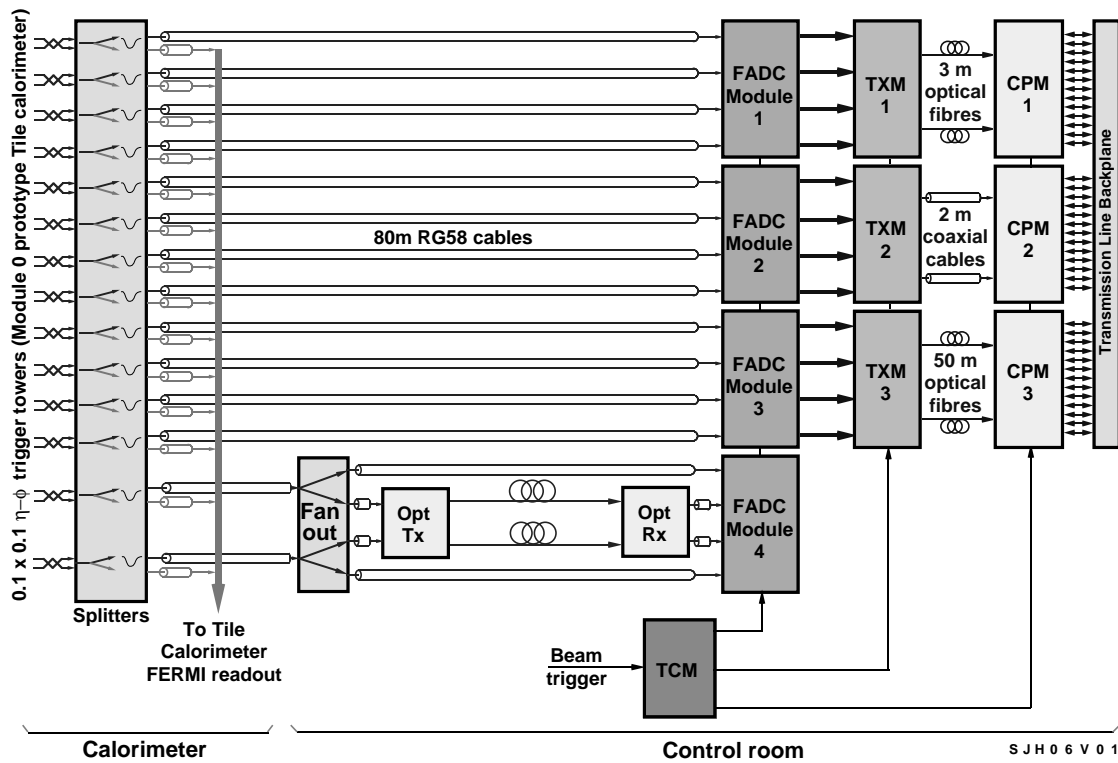 0.1 x 0.1 η–ϕ trigger towers (Module 0 prototype Tile calorimeter)
Splitters
To Tile
Calorimeter
FERMI readout
80m RG58 cables
Fan
out
Opt
Tx
Opt
Rx
FADC
Module
1
FADC
Module
2
FADC
Module
3
FADC
Module
4
TXM
1
TXM
2
TXM
3
3 m
optical
fibres
2 m
coaxial
cables
50 m
optical
fibres
CPM
1
CPM
2
CPM
3
Transmission Line Backplane
Beam
trigger
TCM
Calorimeter
Control room
SJH06V01